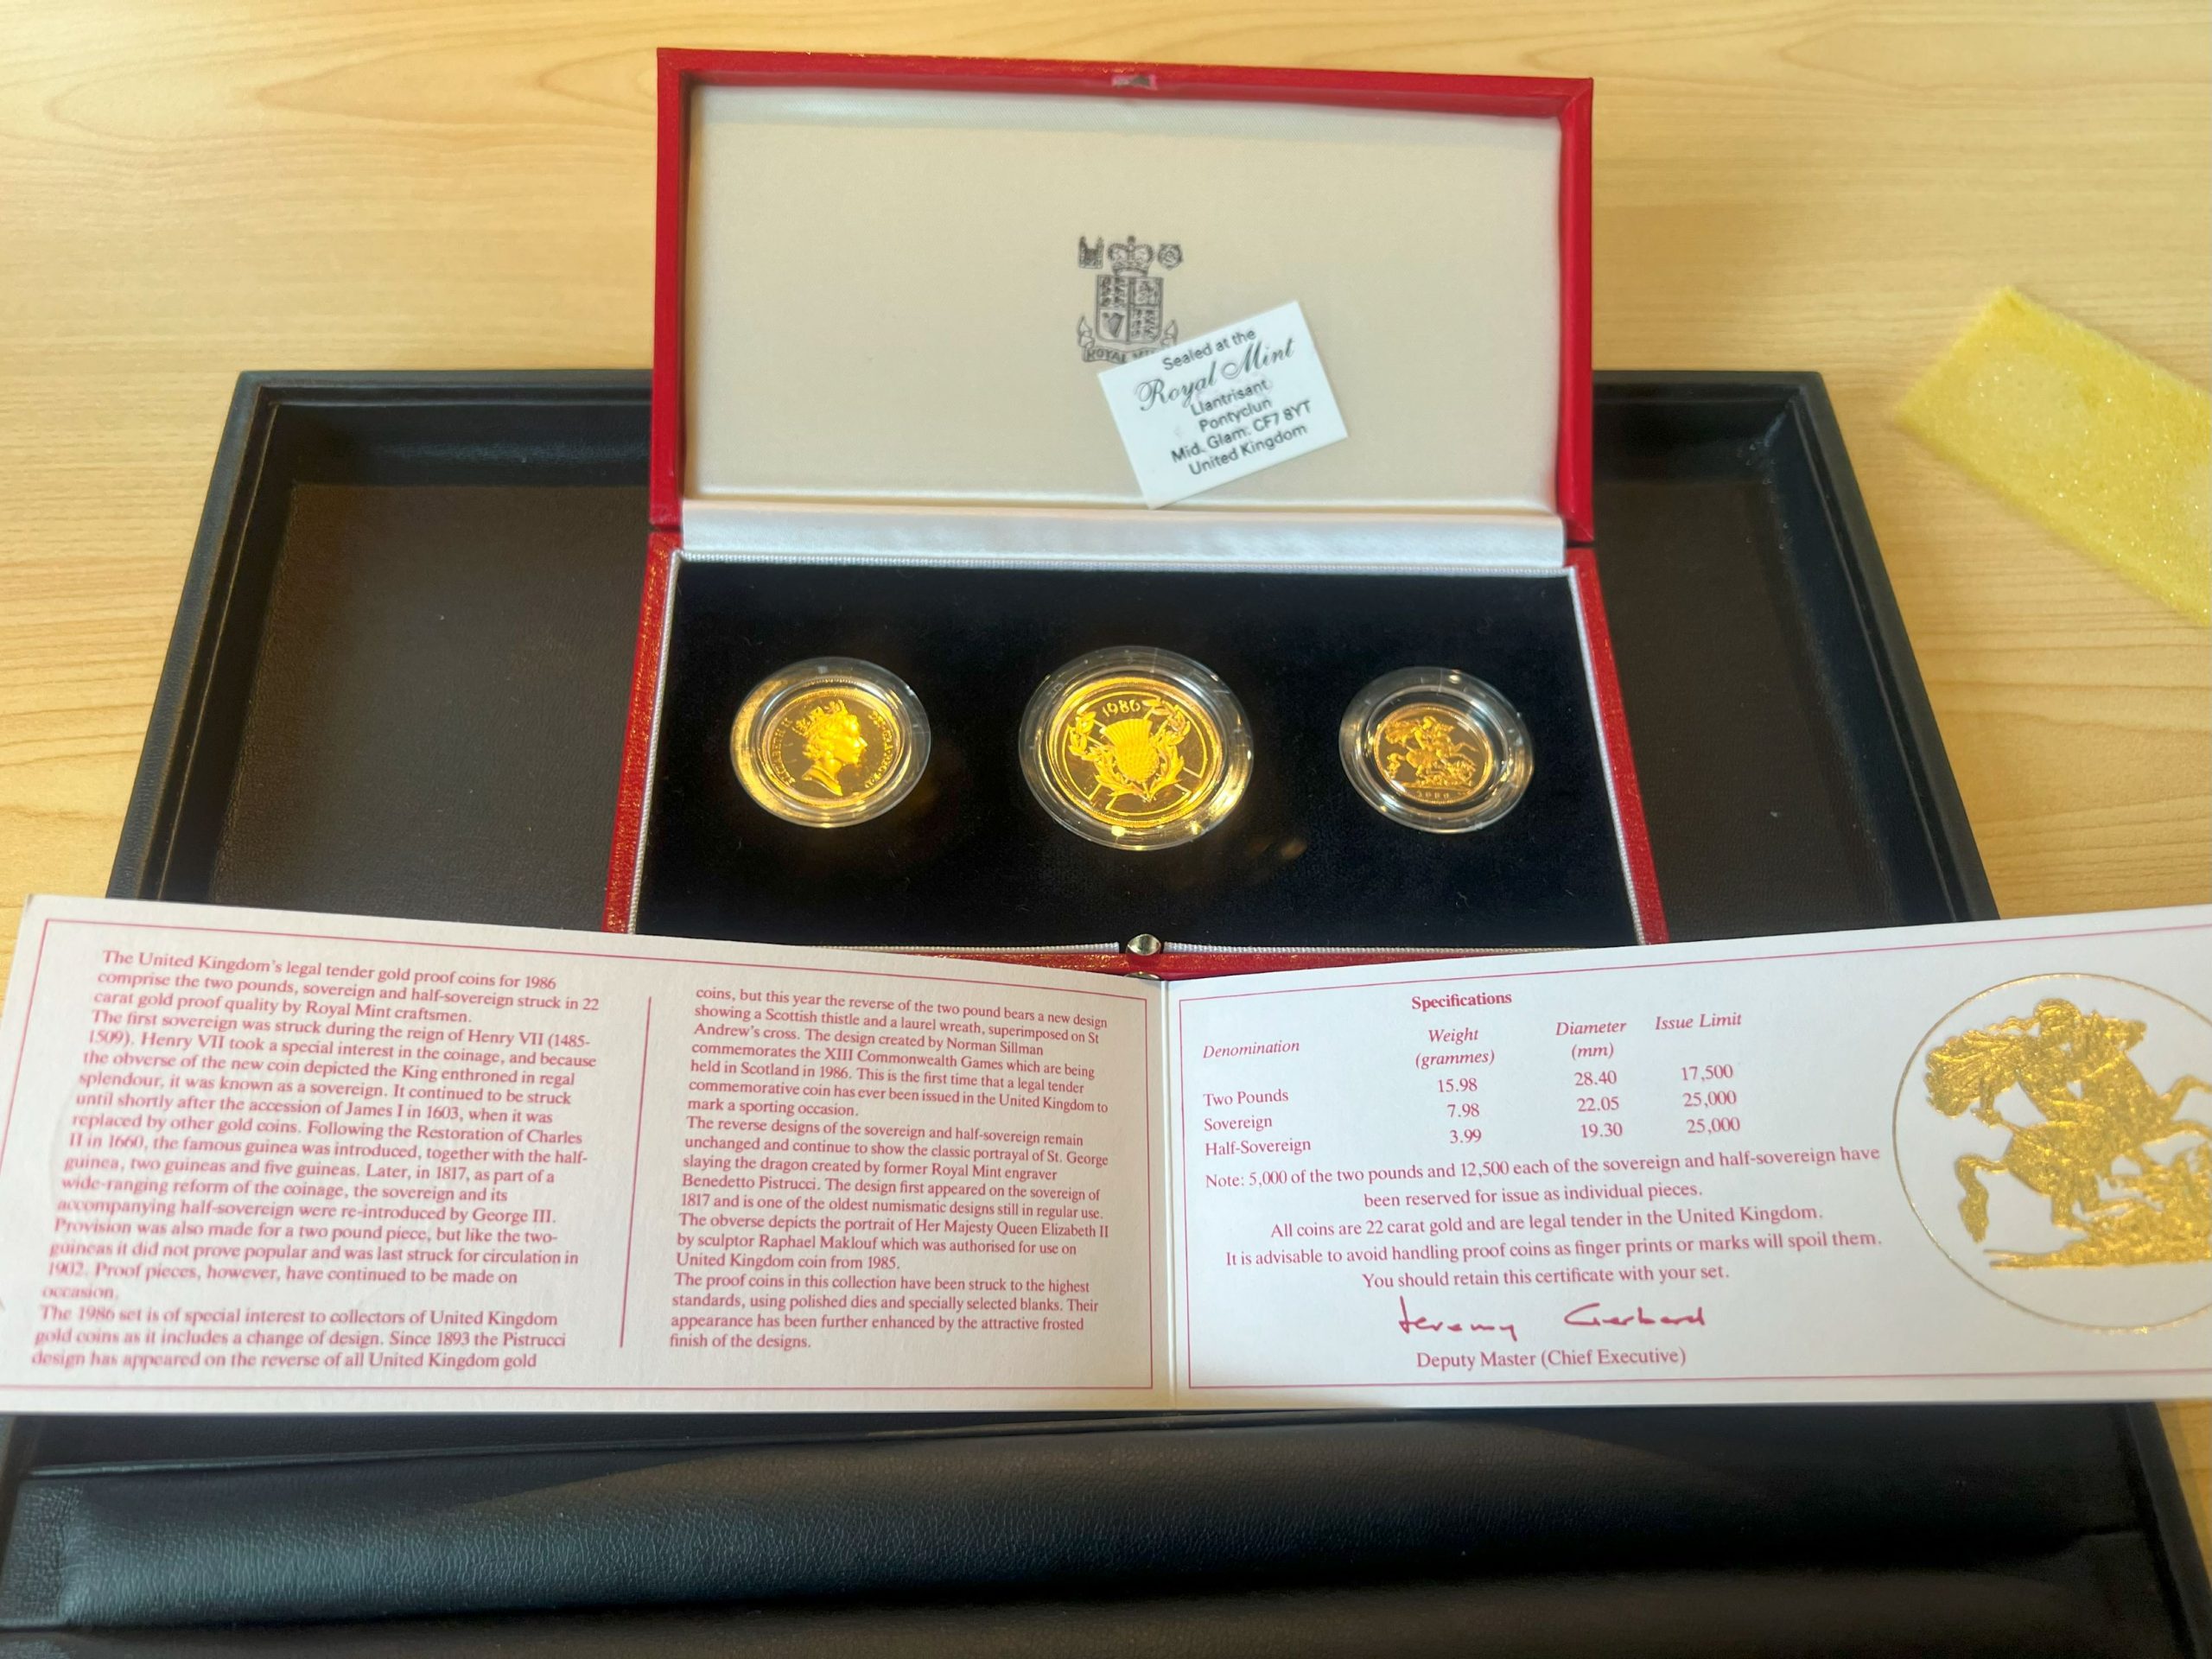 ROYAL
Sealed at the
Royal Mint
Llantrisant
Pontyclun
Mid. Glam. CF7 8YT
United Kingdom
ELIZABETH II
1986
The United Kingdom's legal tender gold proof coins for 1986
comprise the two pounds, sovereign and half-sovereign struck in 22
carat gold proof quality by Royal Mint craftsmen.
The first sovereign was struck during the reign of Henry VII (1485-
1509). Henry VII took a special interest in the coinage, and because
the obverse of the new coin depicted the King enthroned in regal
splendour, it was known as a sovereign. It continued to be struck
until shortly after the accession of James I in 1603, when it was
replaced by other gold coins. Following the Restoration of Charles
II in 1660, the famous guinea was introduced, together with the half-
guinea, two guineas and five guineas. Later, in 1817, as part of a
wide-ranging reform of the coinage, the sovereign and its
accompanying half-sovereign were re-introduced by George III.
Provision was also made for a two pound piece, but like the two-
guineas it did not prove popular and was last struck for circulation in
1902. Proof pieces, however, have continued to be made on
occasion.
The 1986 set is of special interest to collectors of United Kingdom
gold coins as it includes a change of design. Since 1893 the Pistrucci
design has appeared on the reverse of all United Kingdom gold
coins, but this year the reverse of the two pound bears a new design
showing a Scottish thistle and a laurel wreath, superimposed on St
Andrew's cross. The design created by Norman Sillman
commemorates the XIII Commonwealth Games which are being
held in Scotland in 1986. This is the first time that a legal tender
commemorative coin has ever been issued in the United Kingdom to
mark a sporting occasion.
The reverse designs of the sovereign and half-sovereign remain
unchanged and continue to show the classic portrayal of St. George
slaying the dragon created by former Royal Mint engraver
Benedetto Pistrucci. The design first appeared on the sovereign of
1817 and is one of the oldest numismatic designs still in regular use.
The obverse depicts the portrait of Her Majesty Queen Elizabeth II
by sculptor Raphael Maklouf which was authorised for use on
United Kingdom coin from 1985.
The proof coins in this collection have been struck to the highest
standards, using polished dies and specially selected blanks. Their
appearance has been further enhanced by the attractive frosted
finish of the designs.
Specifications
Denomination Weight (grammes) Diameter (mm) Issue Limit
Two Pounds 15.98 28.40 17,500
Sovereign 7.98 22.05 25,000
Half-Sovereign 3.99 19.30 25,000
Note: 5,000 of the two pounds and 12,500 each of the sovereign and half-sovereign have
been reserved for issue as individual pieces.
All coins are 22 carat gold and are legal tender in the United Kingdom.
It is advisable to avoid handling proof coins as finger prints or marks will spoil them.
You should retain this certificate with your set.
Jeremy Gerhard
Deputy Master (Chief Executive)